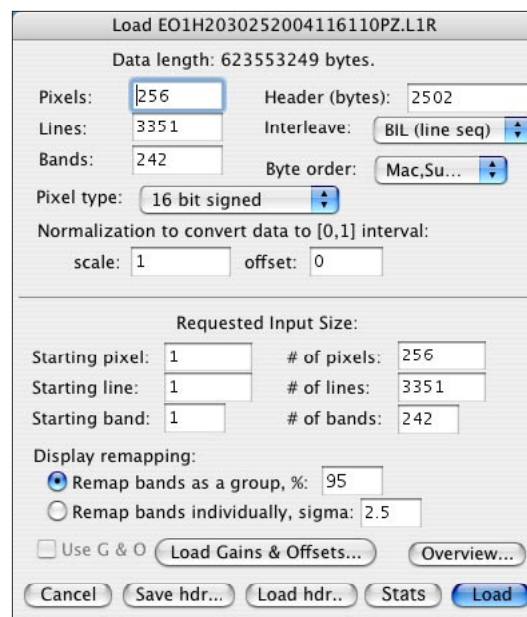 Load EO1H2030252004116110PZ.L1R
Data length: 623553249 bytes.
Pixels: 256 Header (bytes): 2502
Lines: 3351 Interleave: BIL (line seq)
Bands: 242 Byte order: Mac,Su...
Pixel type: 16 bit signed
Normalization to convert data to [0,1] interval:
scale: 1 offset: 0
Requested Input Size:
Starting pixel: 1 # of pixels: 256
Starting line: 1 # of lines: 3351
Starting band: 1 # of bands: 242
Display remapping:
Remap bands as a group, %: 95
Remap bands individually, sigma: 2.5
Use G & O Load Gains & Offsets... Overview...
Cancel Save hdr... Load hdr.. Stats Load